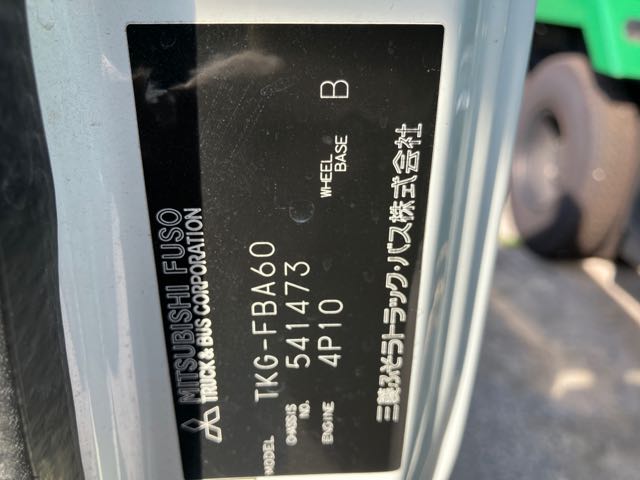 MITSUBISHI FUSO
TRUCK & BUS CORPORATION
MODEL TKG-FBA60
CHASSIS NO. 541473
ENGINE 4P10 WHEEL BASE B
三菱ふそうトラック・バス株式会社